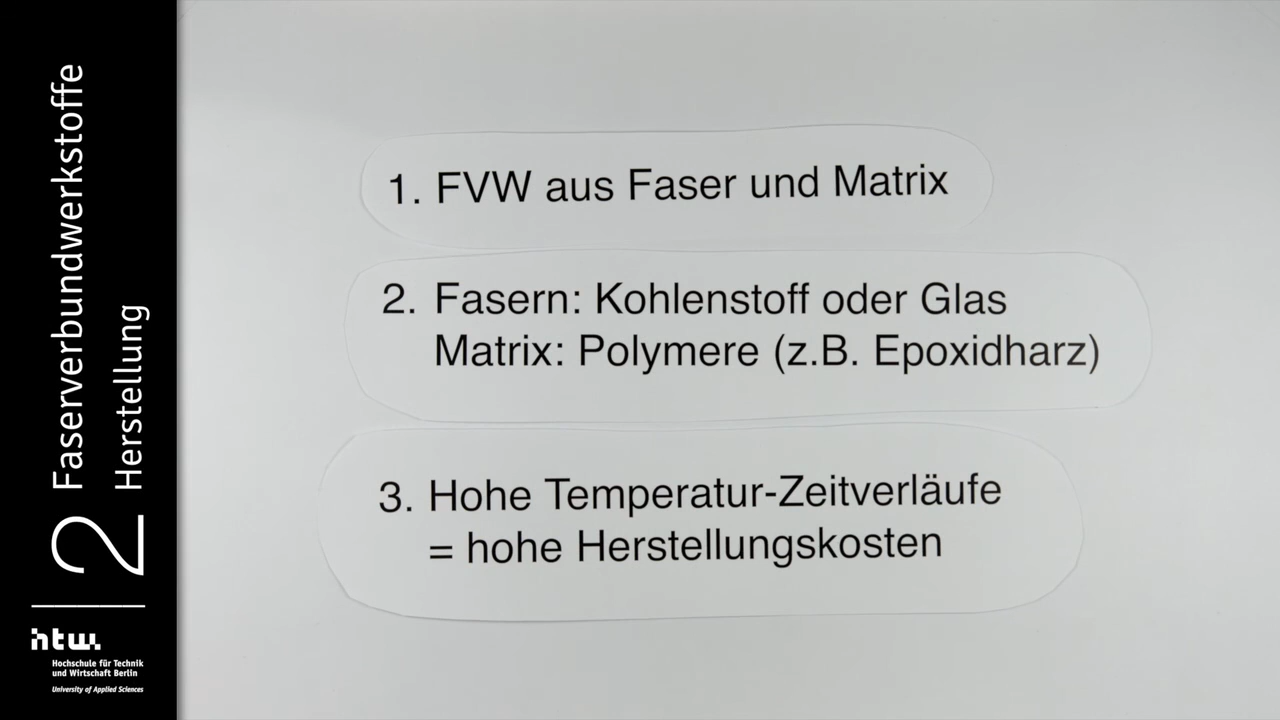 2 Faserverbundwerkstoffe
Herstellung
htw.
Hochschule für Technik
und Wirtschaft Berlin
University of Applied Sciences
1. FVW aus Faser und Matrix
2. Fasern: Kohlenstoff oder Glas
Matrix: Polymere (z.B. Epoxidharz)
3. Hohe Temperatur-Zeitverläufe
= hohe Herstellungskosten